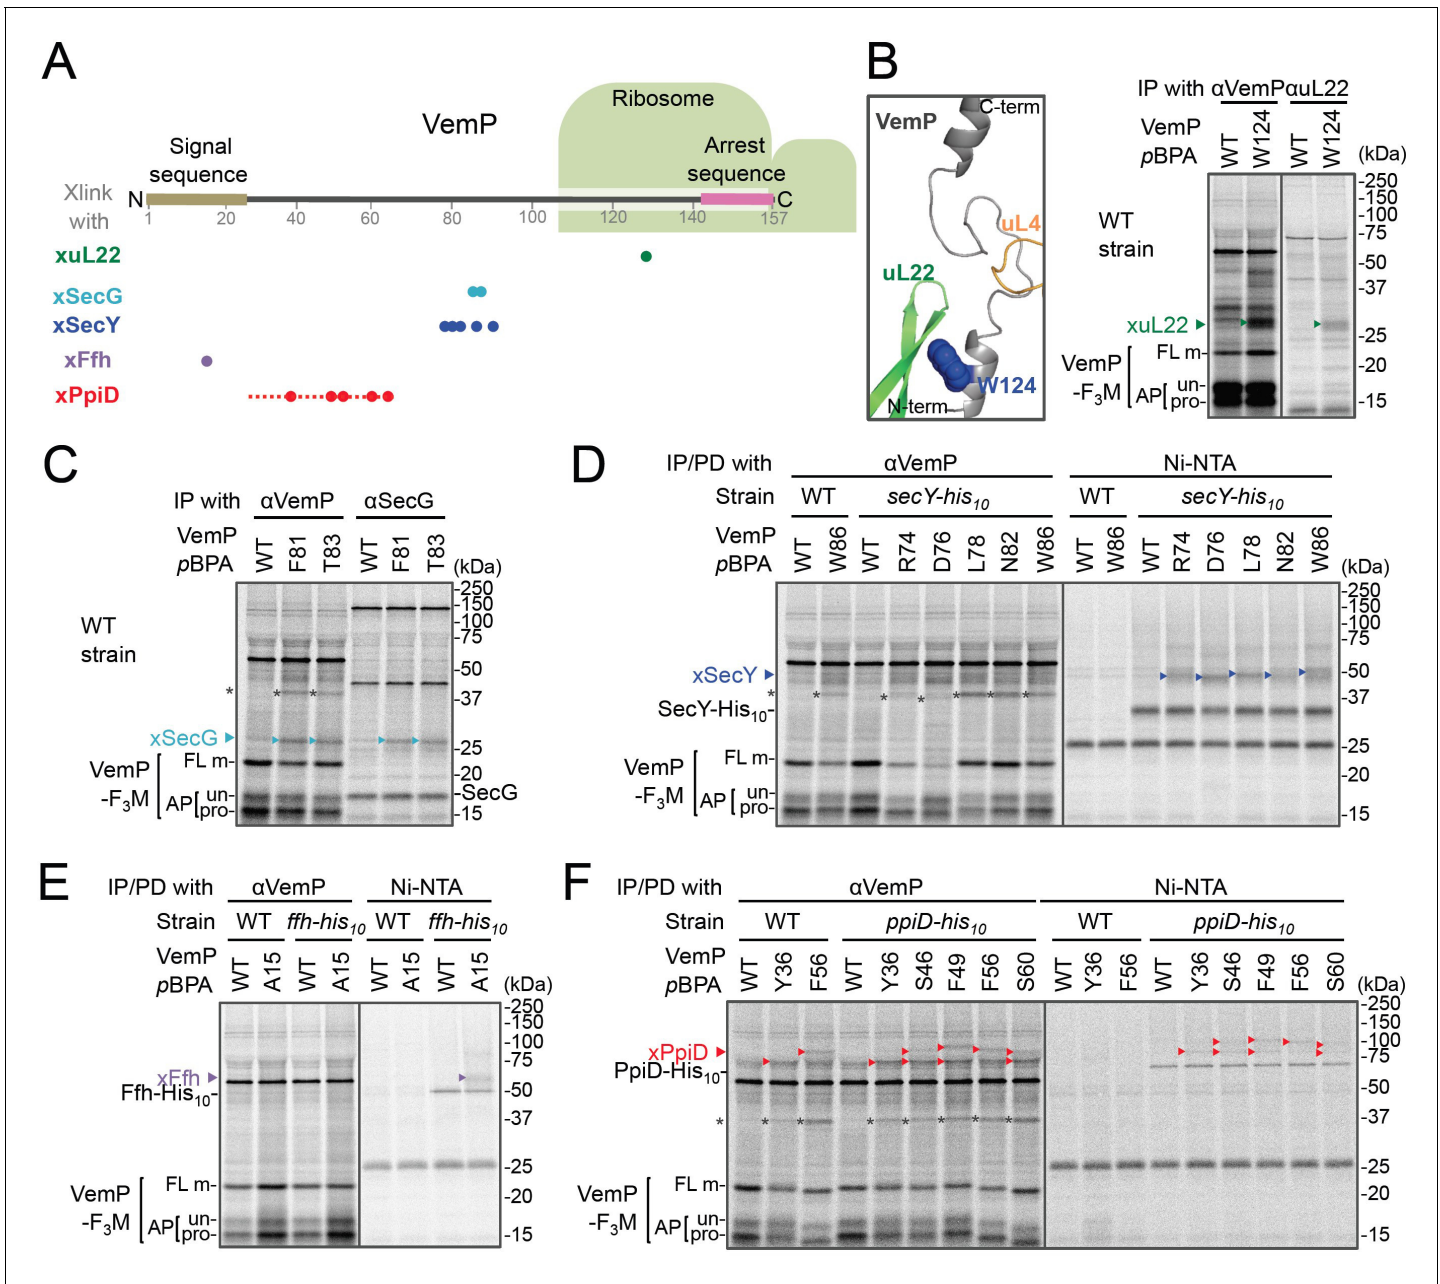 A
Ribosome
VemP
Signal
sequence
Arrest
sequence
Xlink
with
N
C
1 20 40 60 80 100 120 140 157
xuL22
xSecG
xSecY
xFfh
xPpiD
B
VemP
C-term
uL4
uL22
W124
N-term
IP with αVemP αuL22
VemP
pBPA
WT W124 WT W124
(kDa)
WT
strain
-250
-150
-100
-75
-50
-37
-25
-20
-15
xuL22
VemP
-F3M
FL m-
AP
un-
pro-
C
IP with αVemP αSecG
VemP
pBPA
WT F81 T83 WT F81 T83
(kDa)
WT
strain
-250
-150
-100
-75
-50
-37
-25
-20
-15
* * *
xSecG
VemP
-F3M
FL m-
AP
un-
pro-
-SecG
D
IP/PD with αVemP Ni-NTA
Strain WT secY-his10 WT secY-his10
VemP
pBPA
WT W86 WT R74 D76 L78 N82 W86 WT W86 WT R74 D76 L78 N82 W86
(kDa)
-250
-150
-100
-75
-50
-37
-25
-20
-15
xSecY
* * * * * * *
SecY-His10-
VemP
-F3M
FL m-
AP
un-
pro-
E
IP/PD with αVemP Ni-NTA
Strain WT ffh-his10 WT ffh-his10
VemP
pBPA
WT A15 WT A15 WT A15 WT A15
(kDa)
-250
-150
-100
-75
-50
-37
-25
-20
-15
xFfh
Ffh-His10-
VemP
-F3M
FL m-
AP
un-
pro-
F
IP/PD with αVemP Ni-NTA
Strain WT ppiD-his10 WT ppiD-his10
VemP
pBPA
WT Y36 F56 WT Y36 S46 F49 F56 S60 WT Y36 F56 WT Y36 S46 F49 F56 S60
(kDa)
-250
-150
-100
-75
-50
-37
-25
-20
-15
xPpiD
PpiD-His10-
* * * * * * * *
VemP
-F3M
FL m-
AP
un-
pro-